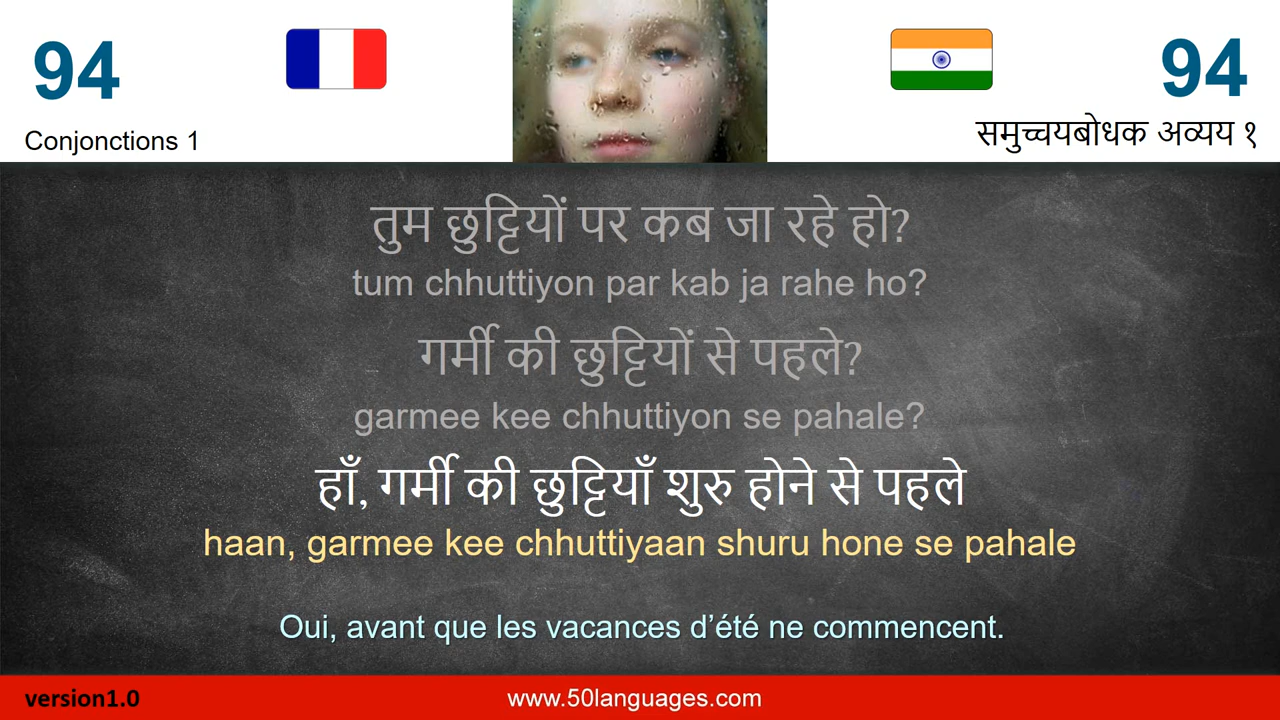 94
94
Conjonctions 1
समुच्चयबोधक अव्यय १
तुम छुट्टियों पर कब जा रहे हो?
tum chhuttiyon par kab ja rahe ho?
गर्मी की छुट्टियों से पहले?
garmee kee chhuttiyon se pahale?
हाँ, गर्मी की छुट्टियाँ शुरु होने से पहले
haan, garmee kee chhuttiyaan shuru hone se pahale
Oui, avant que les vacances d’été ne commencent.
version1.0
www.50languages.com